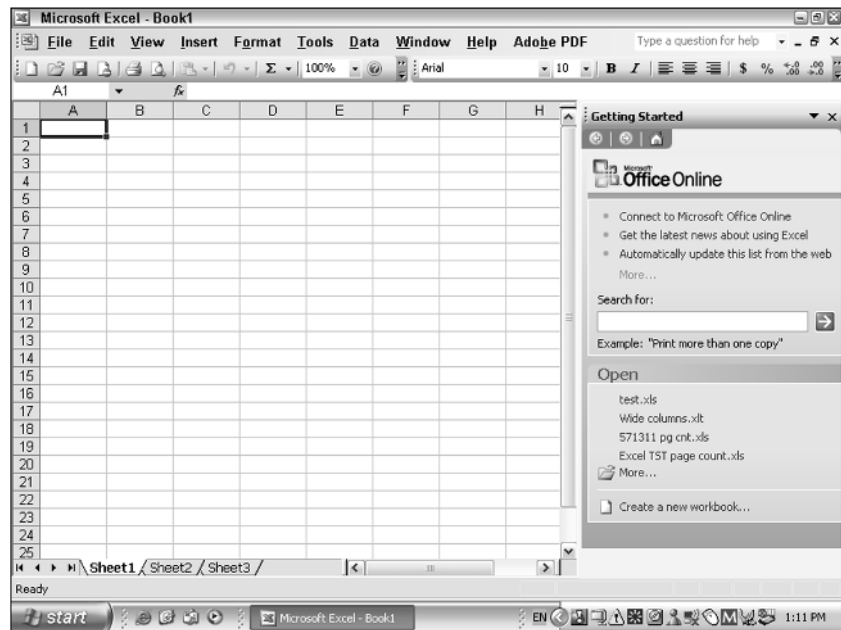 Microsoft Excel - Book1
File Edit View Insert Format Tools Data Window Help Adobe PDF Type a question for help
100% Arial 10 B I $ %
A1 fx
A B C D E F G H
1
2
3
4
5
6
7
8
9
10
11
12
13
14
15
16
17
18
19
20
21
22
23
24
25
Getting Started
Microsoft
Office Online
Connect to Microsoft Office Online
Get the latest news about using Excel
Automatically update this list from the web
More...
Search for:
Example: "Print more than one copy"
Open
test.xls
Wide columns.xlt
571311 pg cnt.xls
Excel TST page count.xls
More...
Create a new workbook...
Sheet1 Sheet2 Sheet3
Ready
start Microsoft Excel - Book1 EN 1:11 PM